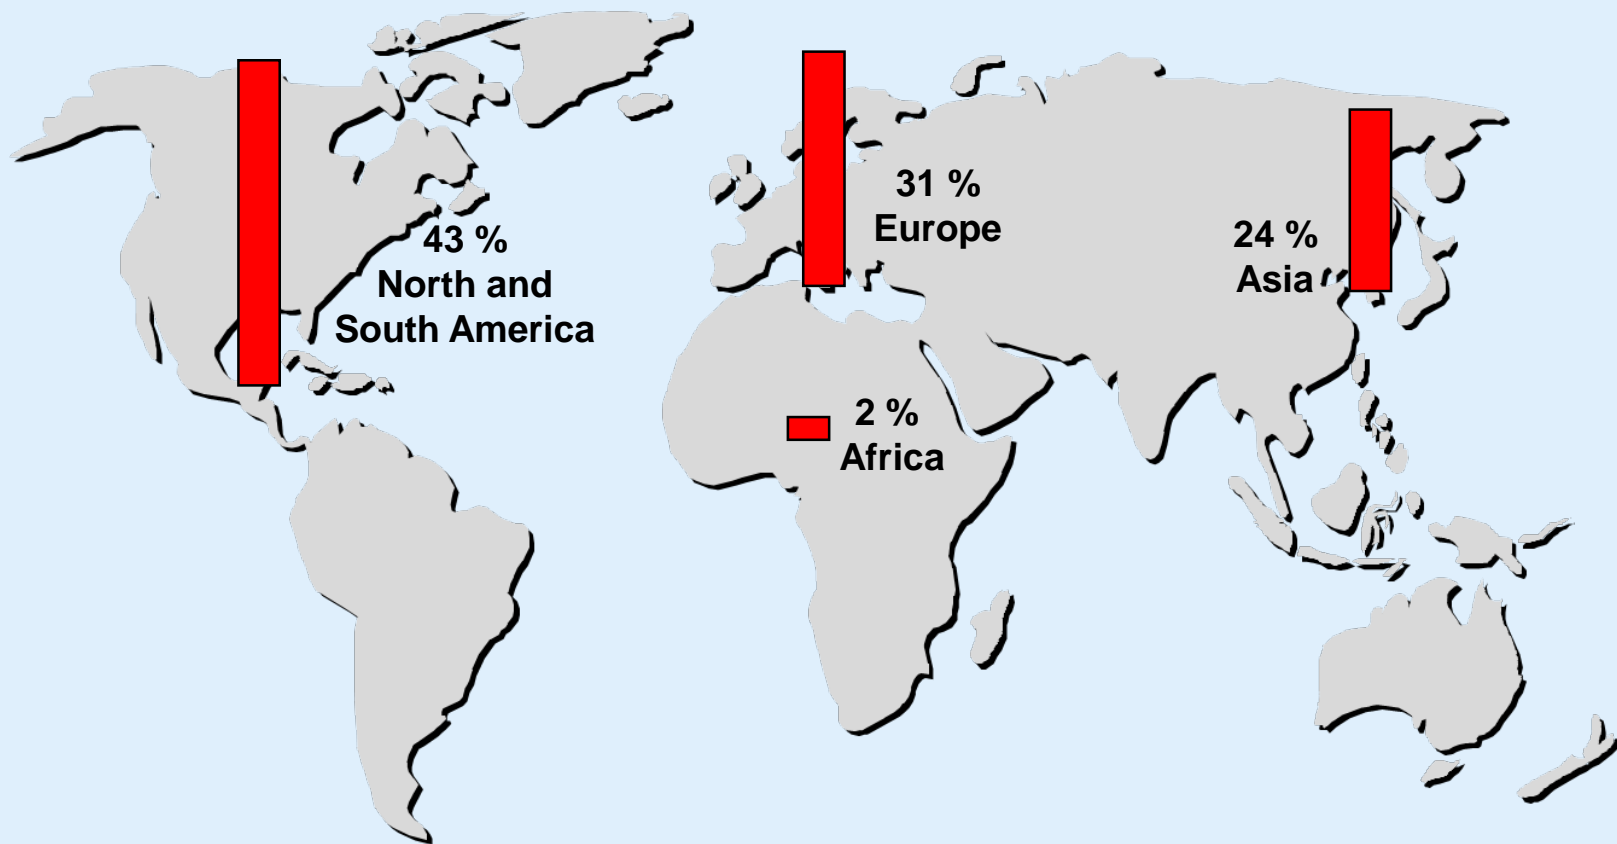 43 %
North and
South America
31 %
Europe
24 %
Asia
2 %
Africa